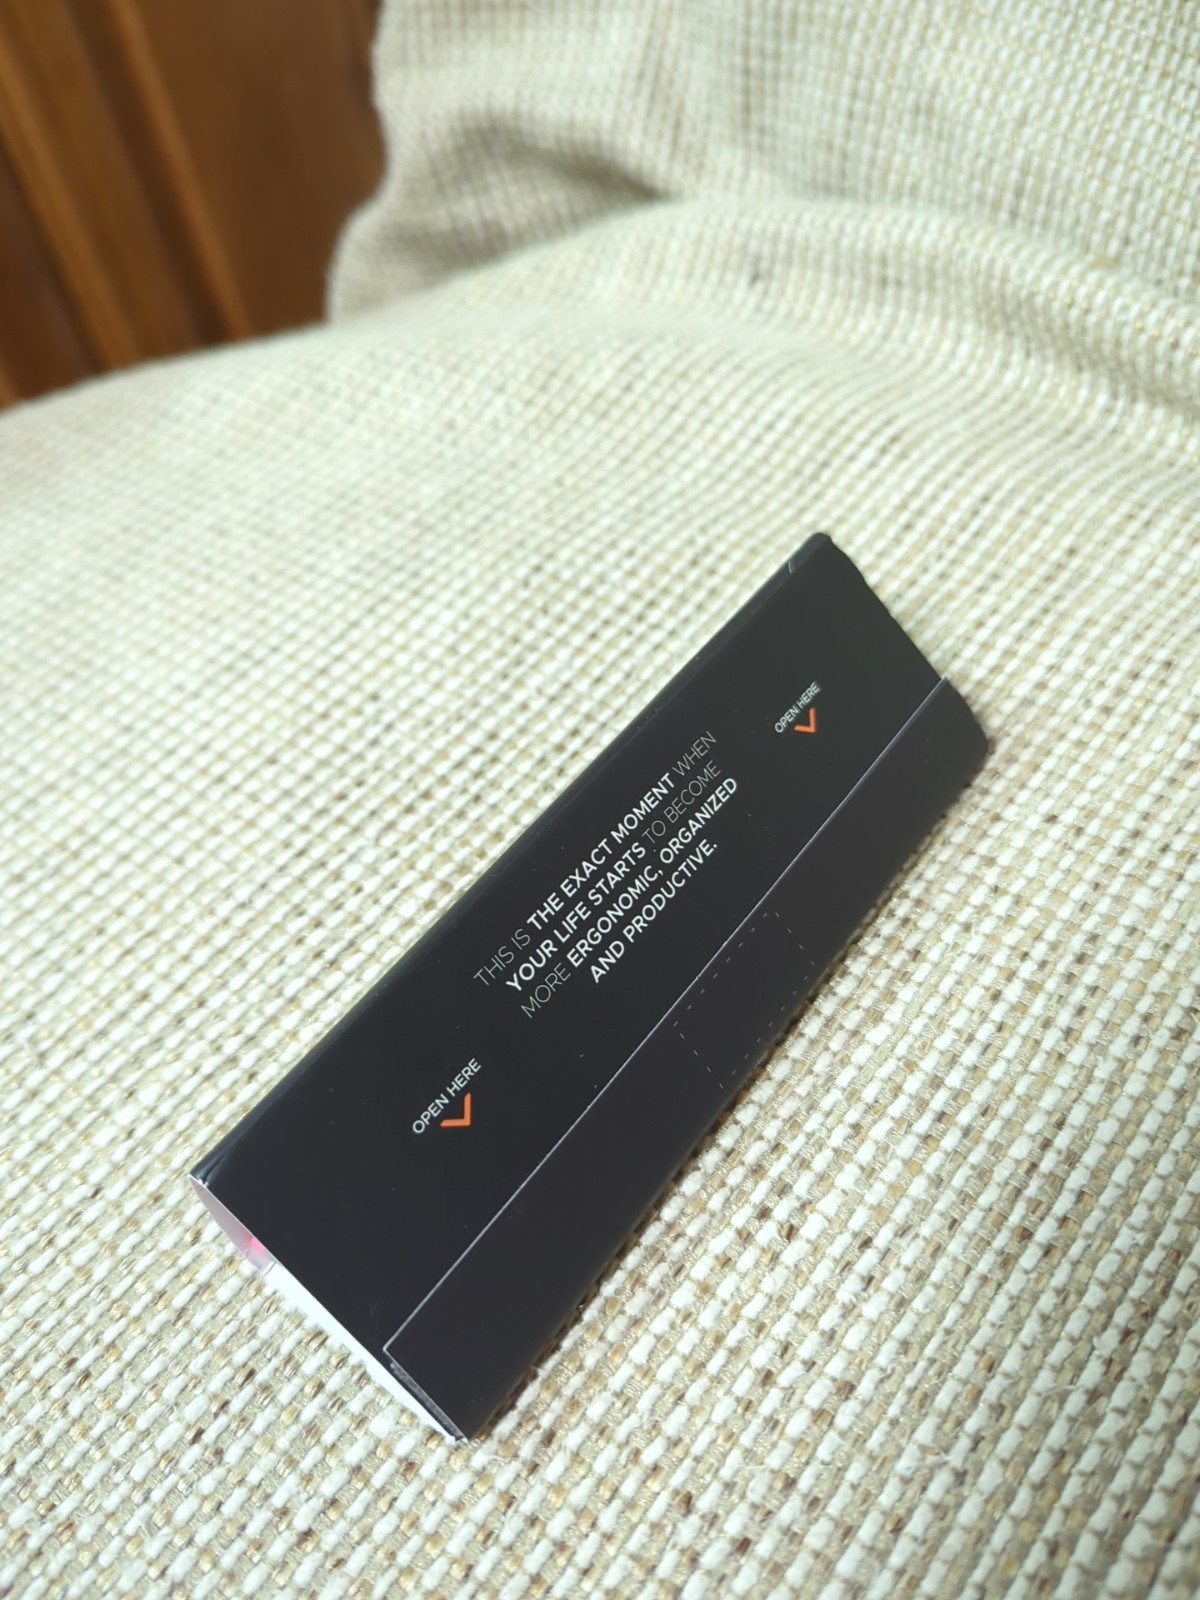 OPEN HERE
THIS IS THE EXACT MOMENT WHEN
YOUR LIFE STARTS TO BECOME
MORE ERGONOMIC, ORGANIZED
AND PRODUCTIVE.
OPEN HERE